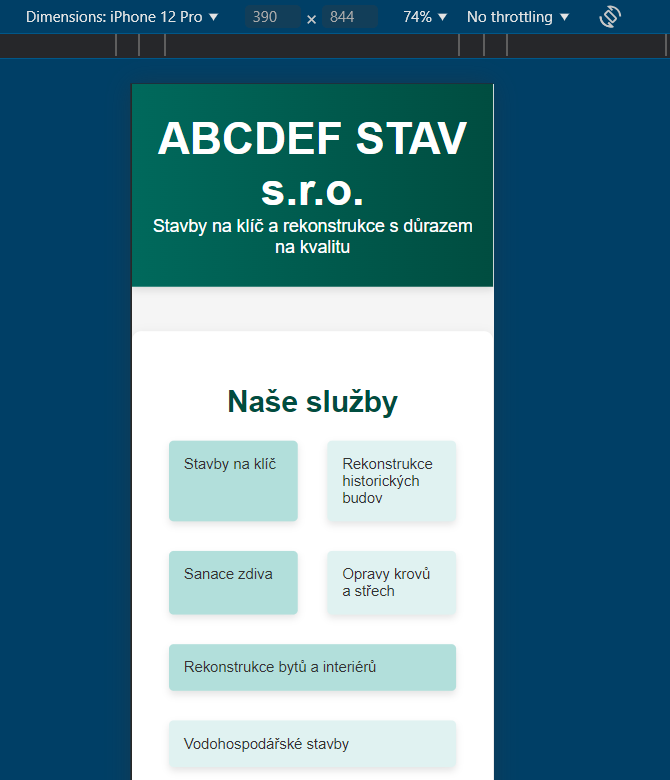 Dimensions: iPhone 12 Pro ▼ 390 × 844 74% ▼ No throttling ▼
ABCDEF STAV
s.r.o.
Stavby na klíč a rekonstrukce s důrazem
na kvalitu
Naše služby
Stavby na klíč
Rekonstrukce
historických
budov
Sanace zdiva
Opravy krovů
a střech
Rekonstrukce bytů a interiérů
Vodohospodářské stavby